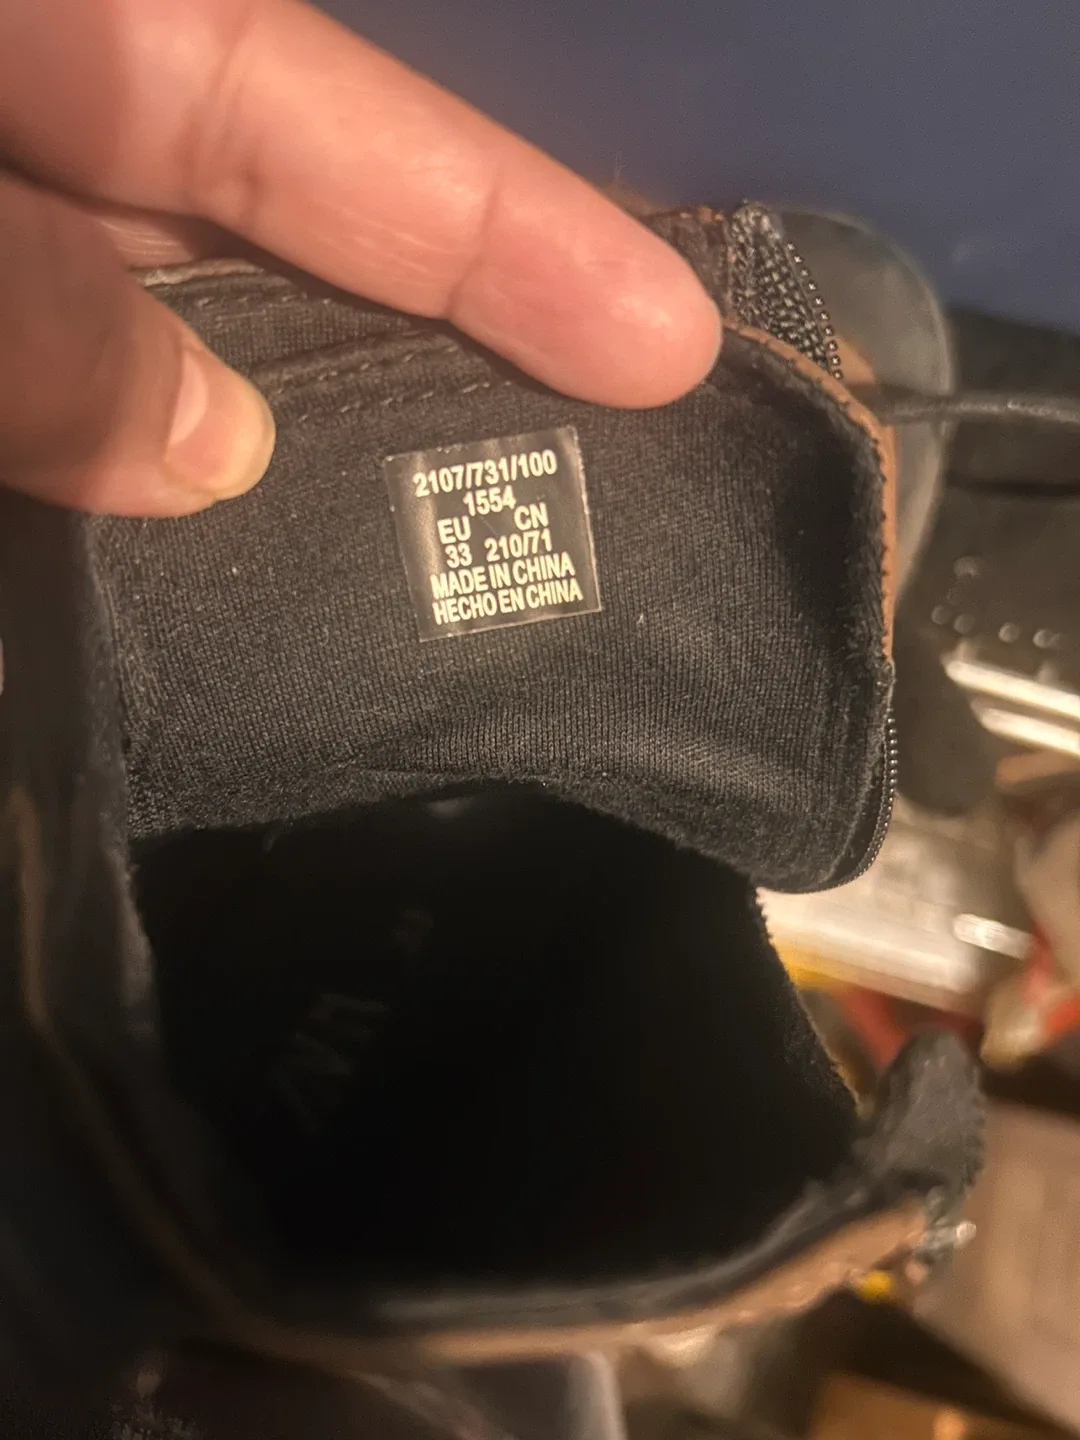 2107/731/100
1554
EU CN
33 210/71
MADE IN CHINA
HECHO EN CHINA